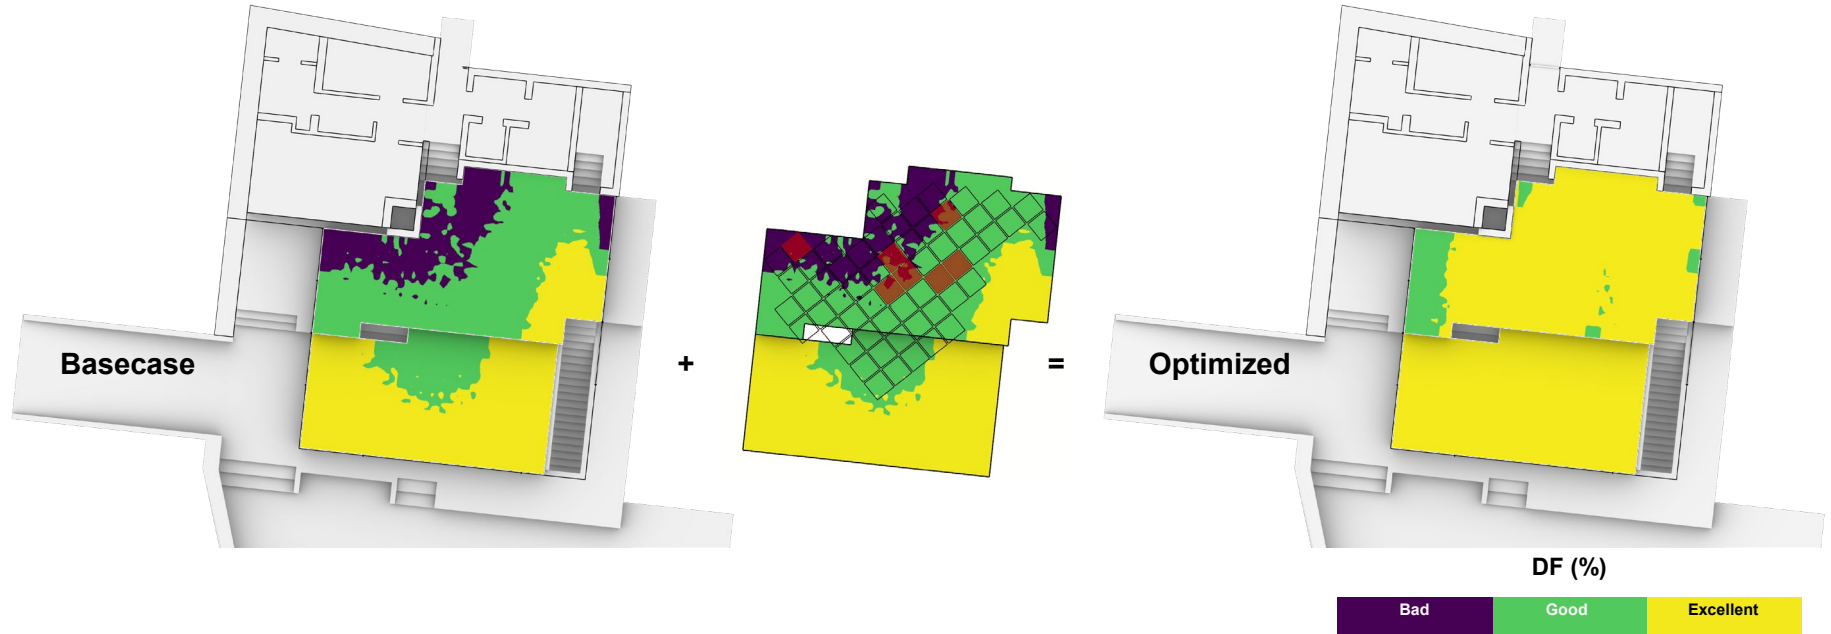 Basecase
+
=
Optimized
DF (%)
Bad Good Excellent